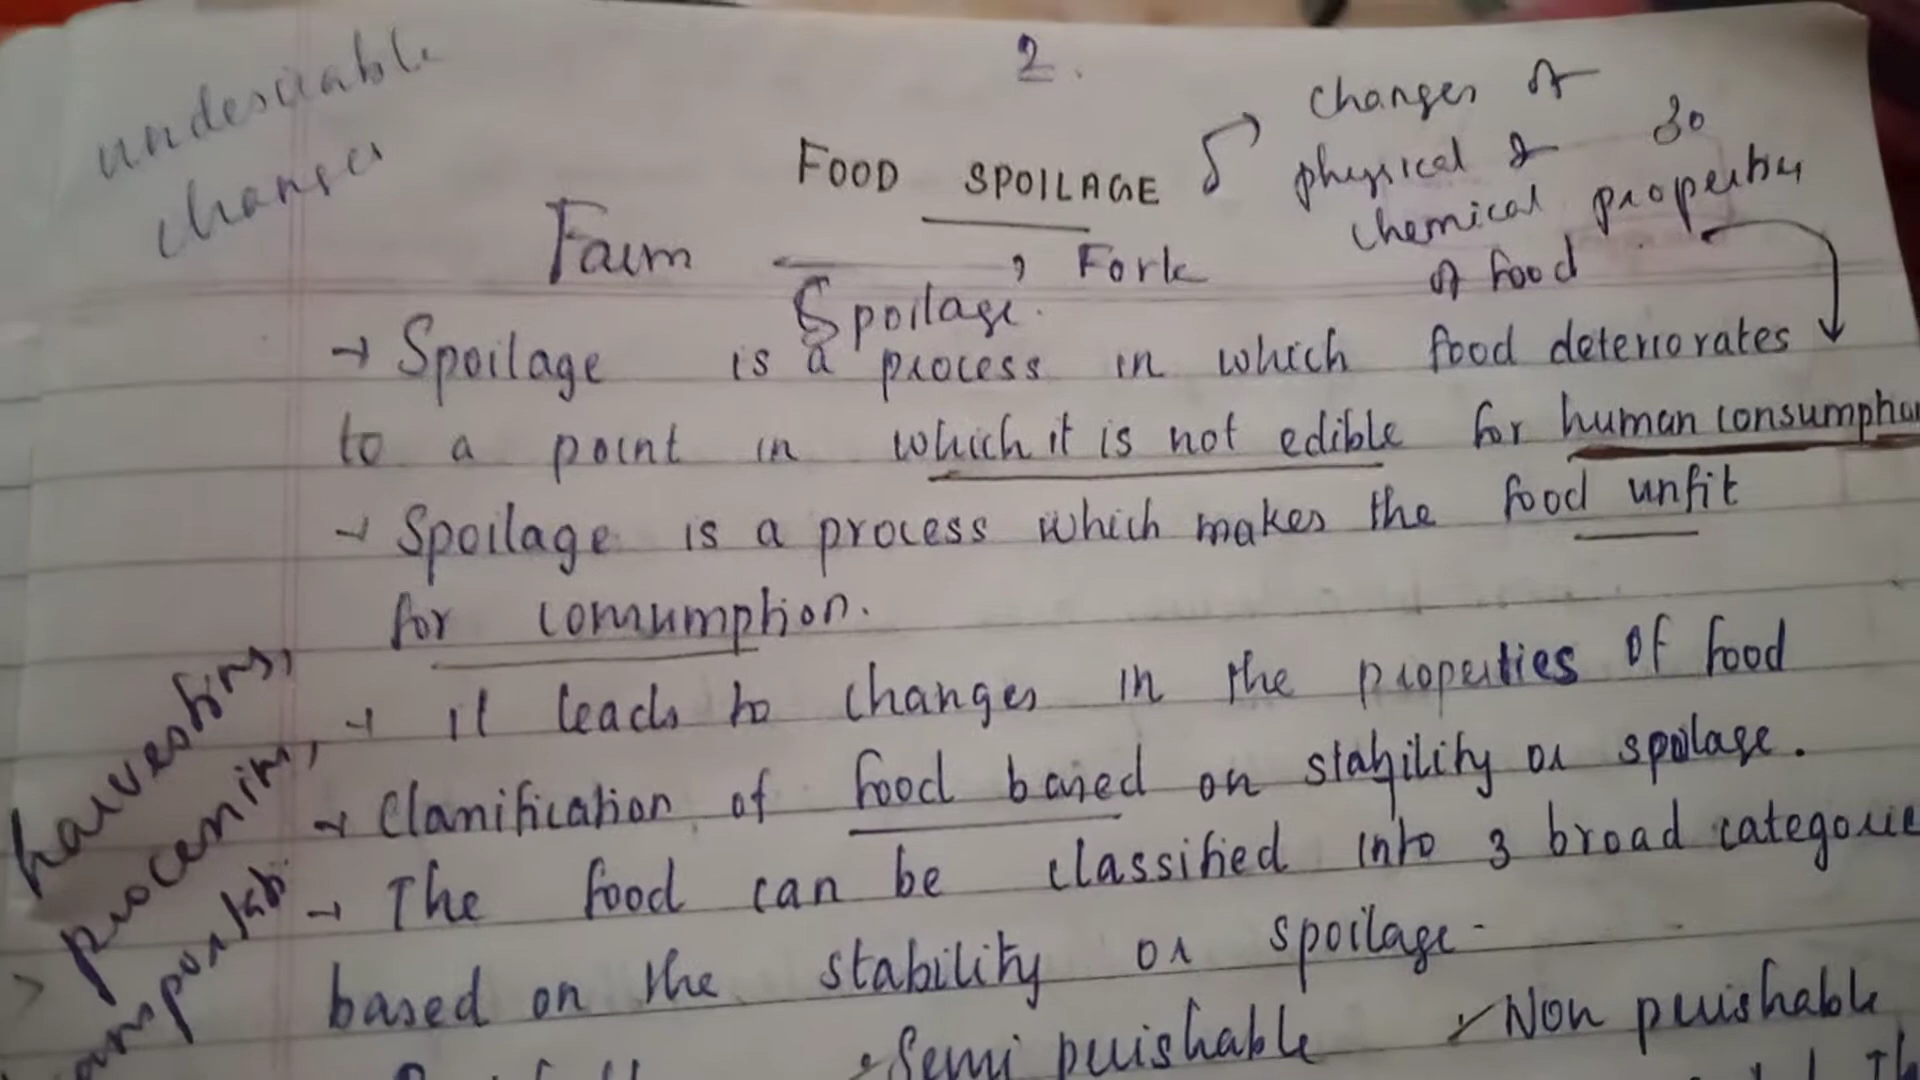 2.
undesirable
changes
FOOD SPOILAGE
changes of
physical & 30
chemical properties
of food
Farm → Fork
Spoilage.
→ Spoilage is a process in which food deteriorates
to a point in which it is not edible for human consumption
→ Spoilage is a process which makes the food unfit
for consumption.
→ it leads to changes in the properties of food
→ Classification of food based on stability or spoilage.
→ The food can be classified into 3 broad categorie
based on the stability or spoilage-
harvesting,
processing,
Semi perishable
Non perishable